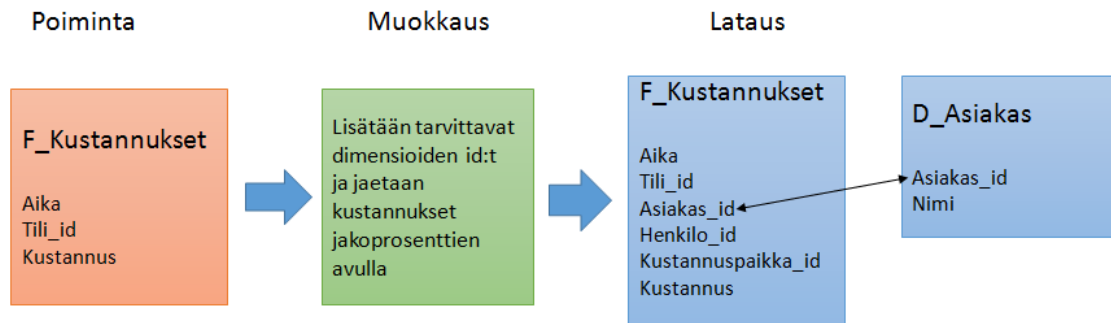 Poiminta
Muokkaus
Lataus
F_Kustannukset
Aika
Tili_id
Kustannus
Lisätään tarvittavat
dimensioiden id:t
ja jaetaan
kustannukset
jakoprosenttien
avulla
F_Kustannukset
Aika
Tili_id
Asiakas_id
Henkilo_id
Kustannuspaikka_id
Kustannus
D_Asiakas
Asiakas_id
Nimi